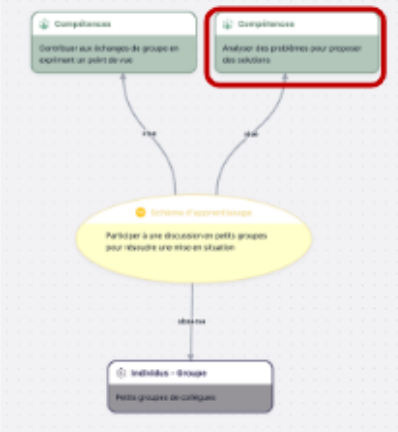 Compétences
Contribuer aux échanges de groupe en
exprimant un point de vue
Compétences
Analyser des problèmes pour proposer
des solutions
vise
vise
Schéma d'apprentissage
Participer à une discussion en petits groupes
pour résoudre une mise en situation
Individus - Groupe
Petits groupes de collègues